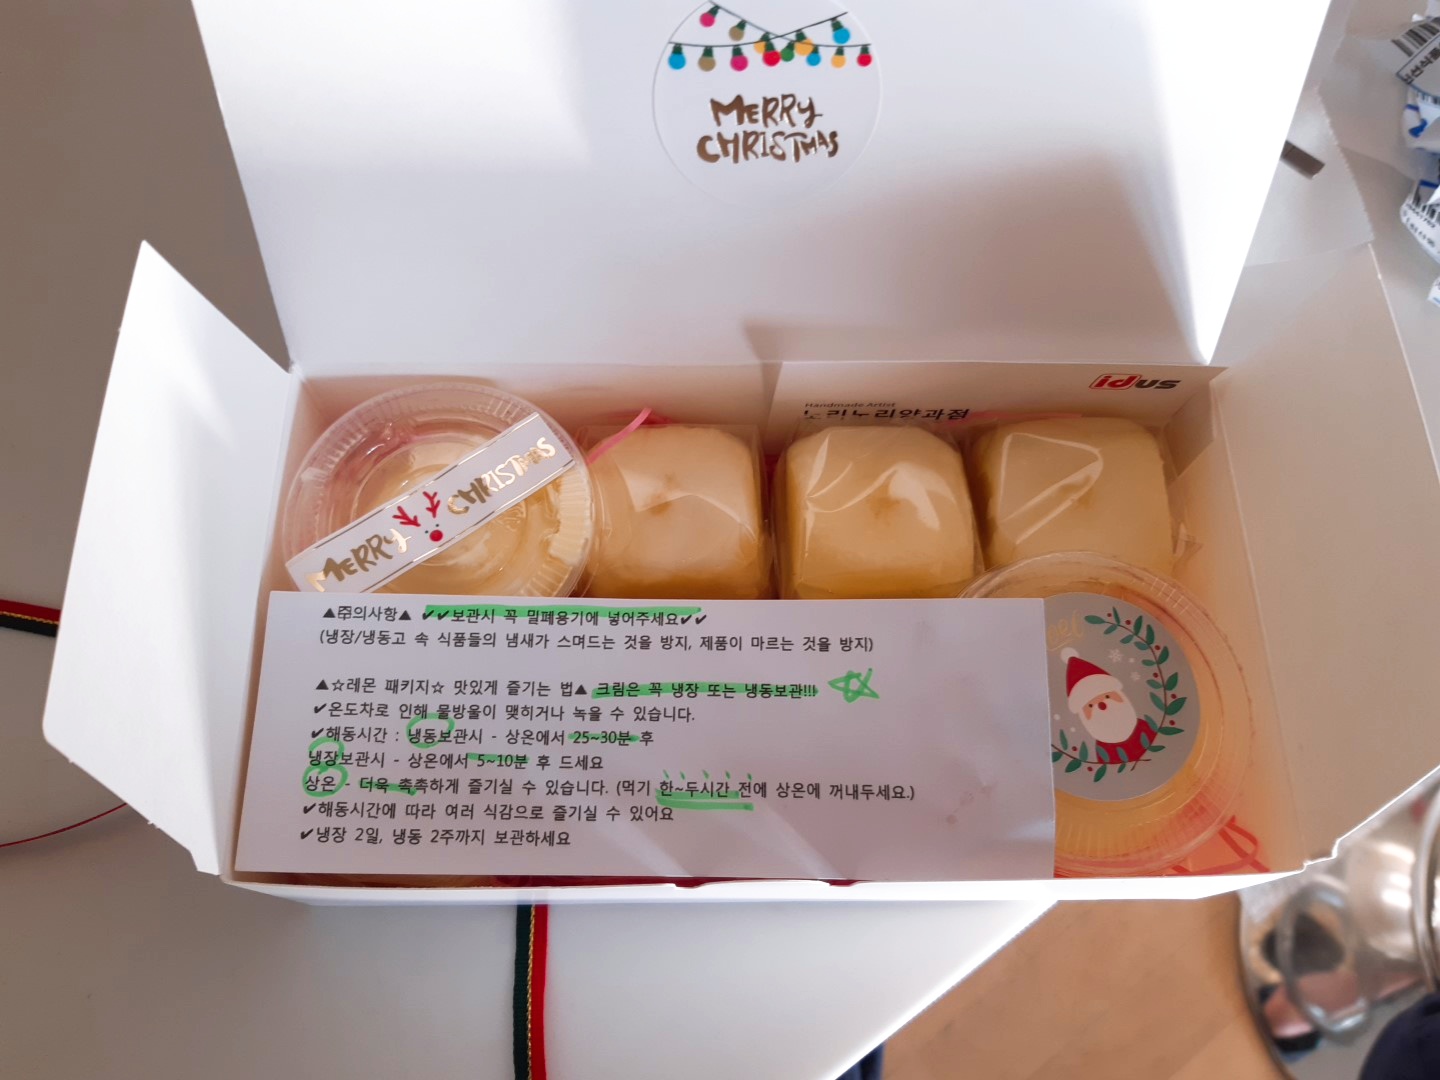 MERRY
CHRISTMAS
idus
Handmade Artist
노리노리약과점
MERRY CHRISTMAS
▲주의사항▲ ✔✔보관시 꼭 밀폐용기에 넣어주세요✔✔
(냉장/냉동고 속 식품들의 냄새가 스며드는 것을 방지, 제품이 마르는 것을 방지)
▲☆레몬 패키지☆ 맛있게 즐기는 법▲ 크림은 꼭 냉장 또는 냉동보관!!!
✔온도차로 인해 물방울이 맺히거나 녹을 수 있습니다.
✔해동시간 : 냉동보관시 - 상온에서 25~30분 후
냉장보관시 - 상온에서 5~10분 후 드세요
상온 - 더욱 촉촉하게 즐기실 수 있습니다. (먹기 한~두시간 전에 상온에 꺼내두세요.)
✔해동시간에 따라 여러 식감으로 즐기실 수 있어요
✔냉장 2일, 냉동 2주까지 보관하세요